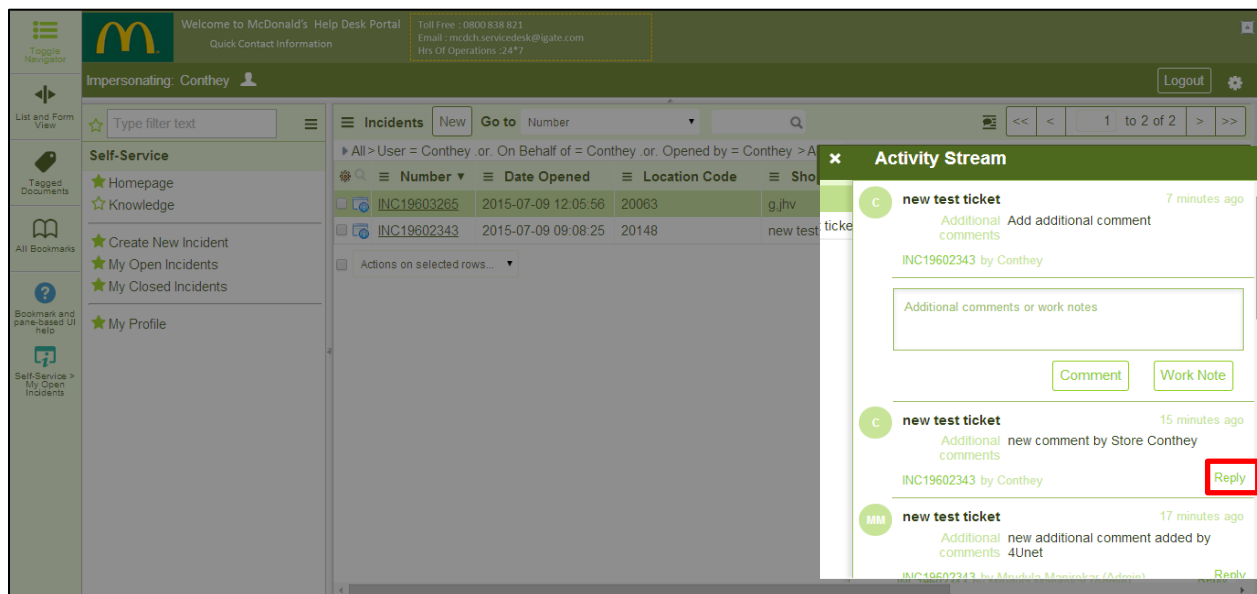 Toggle
Navigator
List and Form
View
Tagged
Documents
All Bookmarks
Bookmark and
pane-based UI
help
Self-Service >
My Open
Incidents
Welcome to McDonald's Help Desk Portal
Quick Contact Information
Toll Free : 0800 838 821
Email : mcdch.servicedesk@igate.com
Hrs Of Operations :24*7
Impersonating: Conthey
Logout
Type filter text
Self-Service
Homepage
Knowledge
Create New Incident
My Open Incidents
My Closed Incidents
My Profile
Incidents New Go to Number
<< < 1 to 2 of 2 > >>
All > User = Conthey .or. On Behalf of = Conthey .or. Opened by = Conthey > A
Number ▼ Date Opened Location Code Sho
INC19603265 2015-07-09 12:05:56 20063 g.jhv
INC19602343 2015-07-09 09:08:25 20148 new test ticke
Actions on selected rows...
× Activity Stream
C new test ticket 7 minutes ago
Additional Add additional comment
comments
INC19602343 by Conthey
Additional comments or work notes
Comment Work Note
C new test ticket 15 minutes ago
Additional new comment by Store Conthey
comments
INC19602343 by Conthey Reply
MM new test ticket 17 minutes ago
Additional new additional comment added by
comments 4Unet
INC19602343 by Mrudula Manjrekar (Admin) Reply